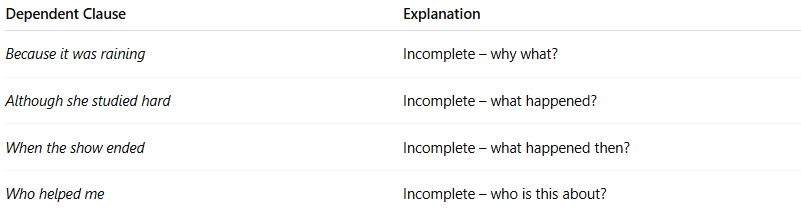 Dependent Clause Explanation
Because it was raining Incomplete – why what?
Although she studied hard Incomplete – what happened?
When the show ended Incomplete – what happened then?
Who helped me Incomplete – who is this about?